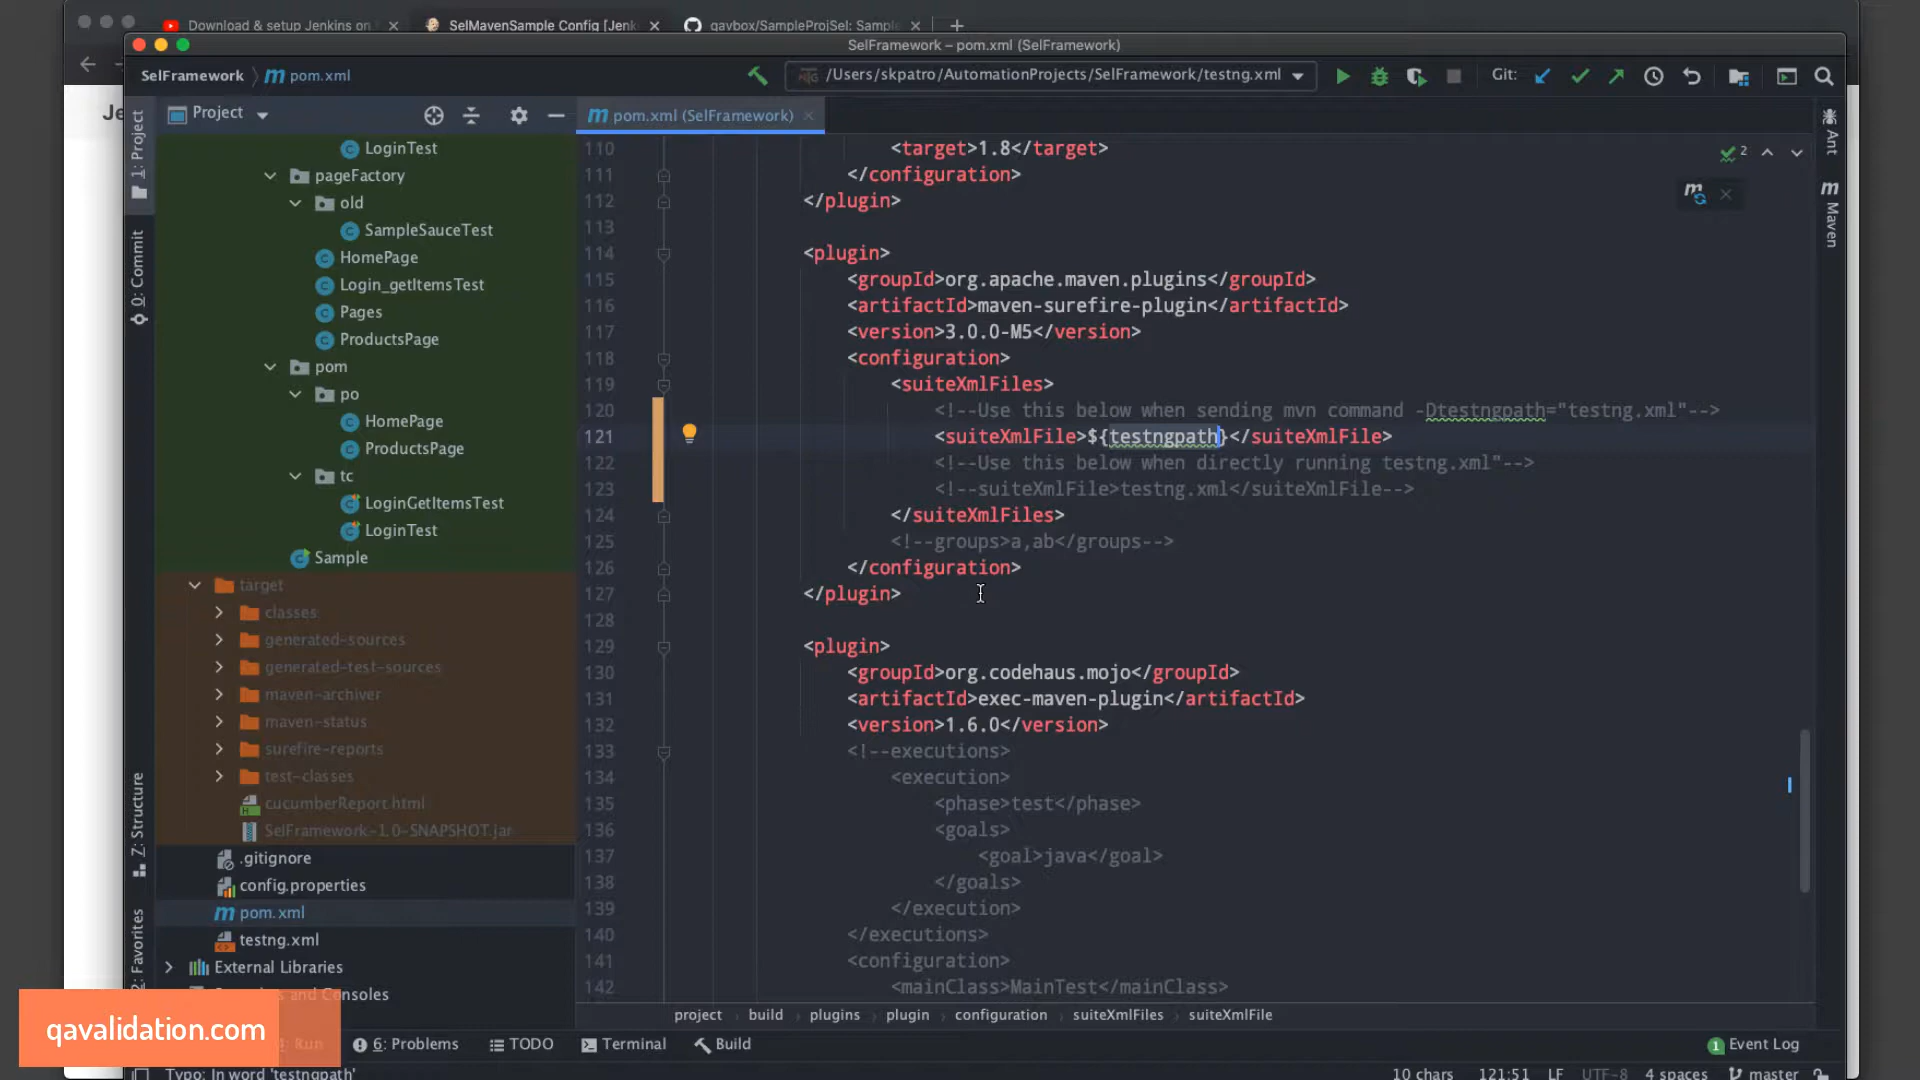 Download & setup Jenkins on
SelMavenSample Config [Jenk
qavbox/SampleProjSel: Sample
SelFramework – pom.xml (SelFramework)
SelFramework
pom.xml
/Users/skpatro/AutomationProjects/SelFramework/testng.xml
Git:
Je
1: Project
Project
pom.xml (SelFramework)
Ant
Maven
0: Commit
Z: Structure
2: Favorites
LoginTest
pageFactory
old
SampleSauceTest
HomePage
Login_getItemsTest
Pages
ProductsPage
pom
po
HomePage
ProductsPage
tc
LoginGetItemsTest
LoginTest
Sample
target
classes
generated-sources
generated-test-sources
maven-archiver
maven-status
surefire-reports
test-classes
cucumberReport.html
SelFramework-1.0-SNAPSHOT.jar
.gitignore
config.properties
pom.xml
testng.xml
External Libraries
s and Consoles
2
110 <target>1.8</target>
111 </configuration>
112 </plugin>
113
114 <plugin>
115 <groupId>org.apache.maven.plugins</groupId>
116 <artifactId>maven-surefire-plugin</artifactId>
117 <version>3.0.0-M5</version>
118 <configuration>
119 <suiteXmlFiles>
120 <!--Use this below when sending mvn command -Dtestngpath="testng.xml"-->
121 <suiteXmlFile>${testngpath}</suiteXmlFile>
122 <!--Use this below when directly running testng.xml"-->
123 <!--suiteXmlFile>testng.xml</suiteXmlFile-->
124 </suiteXmlFiles>
125 <!--groups>a,ab</groups-->
126 </configuration>
127 </plugin>
128
129 <plugin>
130 <groupId>org.codehaus.mojo</groupId>
131 <artifactId>exec-maven-plugin</artifactId>
132 <version>1.6.0</version>
133 <!--executions>
134 <execution>
135 <phase>test</phase>
136 <goals>
137 <goal>java</goal>
138 </goals>
139 </execution>
140 </executions>
141 <configuration>
142 <mainClass>MainTest</mainClass>
project build plugins plugin configuration suiteXmlFiles suiteXmlFile
qavalidation.com
Run
6: Problems
TODO
Terminal
Build
1 Event Log
Typo: In word 'testngpath'
10 chars 121:51 LF UTF-8 4 spaces master